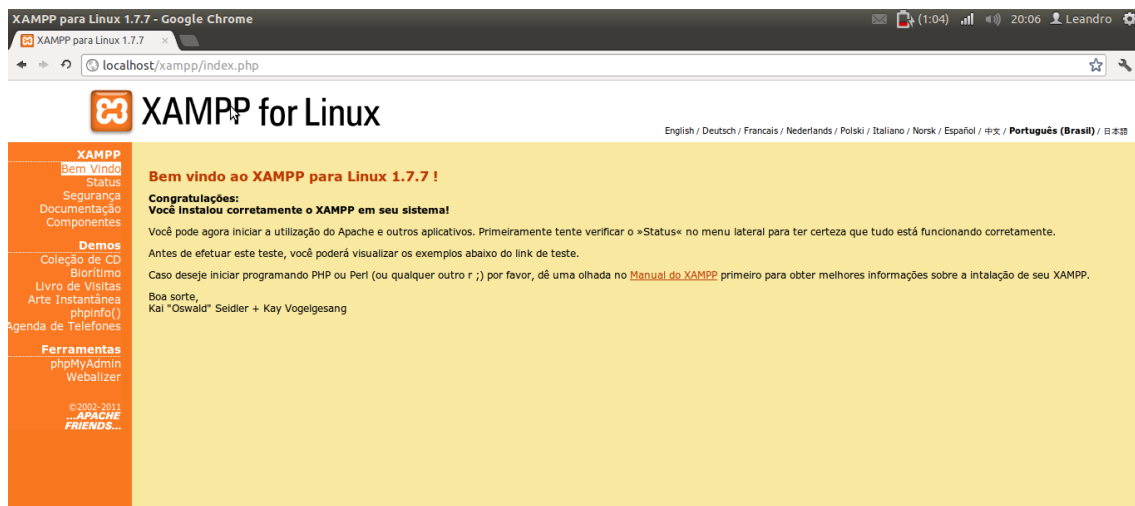 XAMPP para Linux 1.7.7 - Google Chrome
(1:04) 20:06 Leandro
XAMPP para Linux 1.7.7
localhost/xampp/index.php
XAMPP for Linux
English / Deutsch / Francais / Nederlands / Polski / Italiano / Norsk / Español / 中文 / Português (Brasil) / 日本語
XAMPP
Bem Vindo
Status
Segurança
Documentação
Componentes
Demos
Coleção de CD
Biorítimo
Livro de Visitas
Arte Instantânea
phpinfo()
Agenda de Telefones
Ferramentas
phpMyAdmin
Webalizer
©2002-2011
...APACHE
FRIENDS...
Bem vindo ao XAMPP para Linux 1.7.7 !
Congratulações:
Você instalou corretamente o XAMPP em seu sistema!
Você pode agora iniciar a utilização do Apache e outros aplicativos. Primeiramente tente verificar o »Status« no menu lateral para ter certeza que tudo está funcionando corretamente.
Antes de efetuar este teste, você poderá visualizar os exemplos abaixo do link de teste.
Caso deseje iniciar programando PHP ou Perl (ou qualquer outro r ;) por favor, dê uma olhada no Manual do XAMPP primeiro para obter melhores informações sobre a intalação de seu XAMPP.
Boa sorte,
Kai "Oswald" Seidler + Kay Vogelgesang